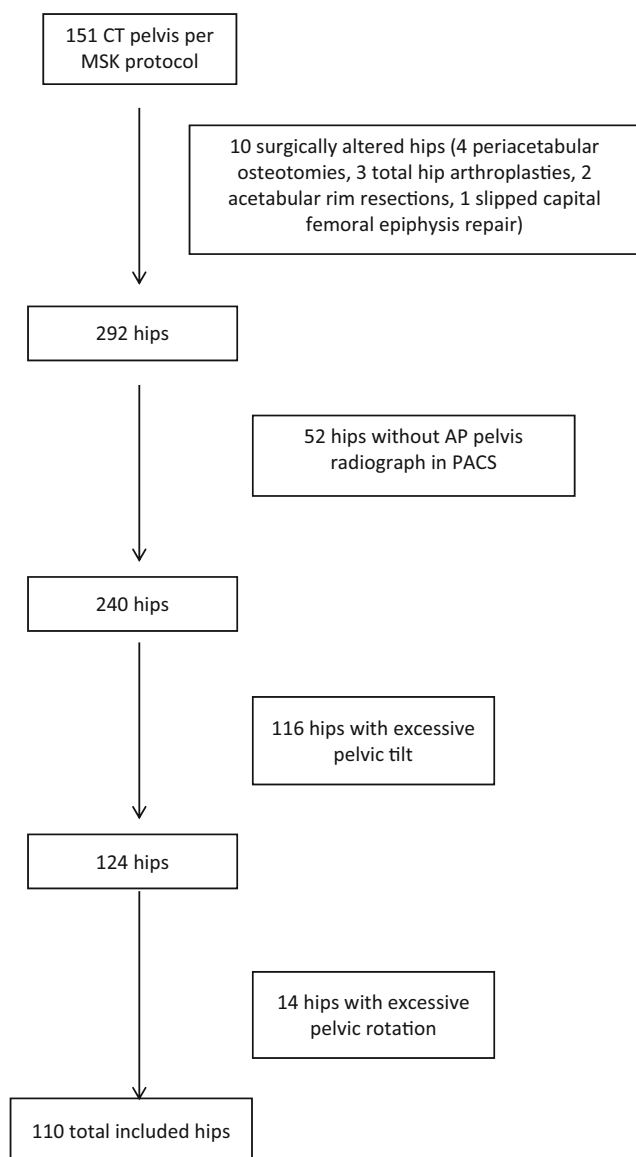 151 CT pelvis per
MSK protocol
10 surgically altered hips (4 periacetabular
osteotomies, 3 total hip arthroplasties, 2
acetabular rim resections, 1 slipped capital
femoral epiphysis repair)
292 hips
52 hips without AP pelvis
radiograph in PACS
240 hips
116 hips with excessive
pelvic tilt
124 hips
14 hips with excessive
pelvic rotation
110 total included hips